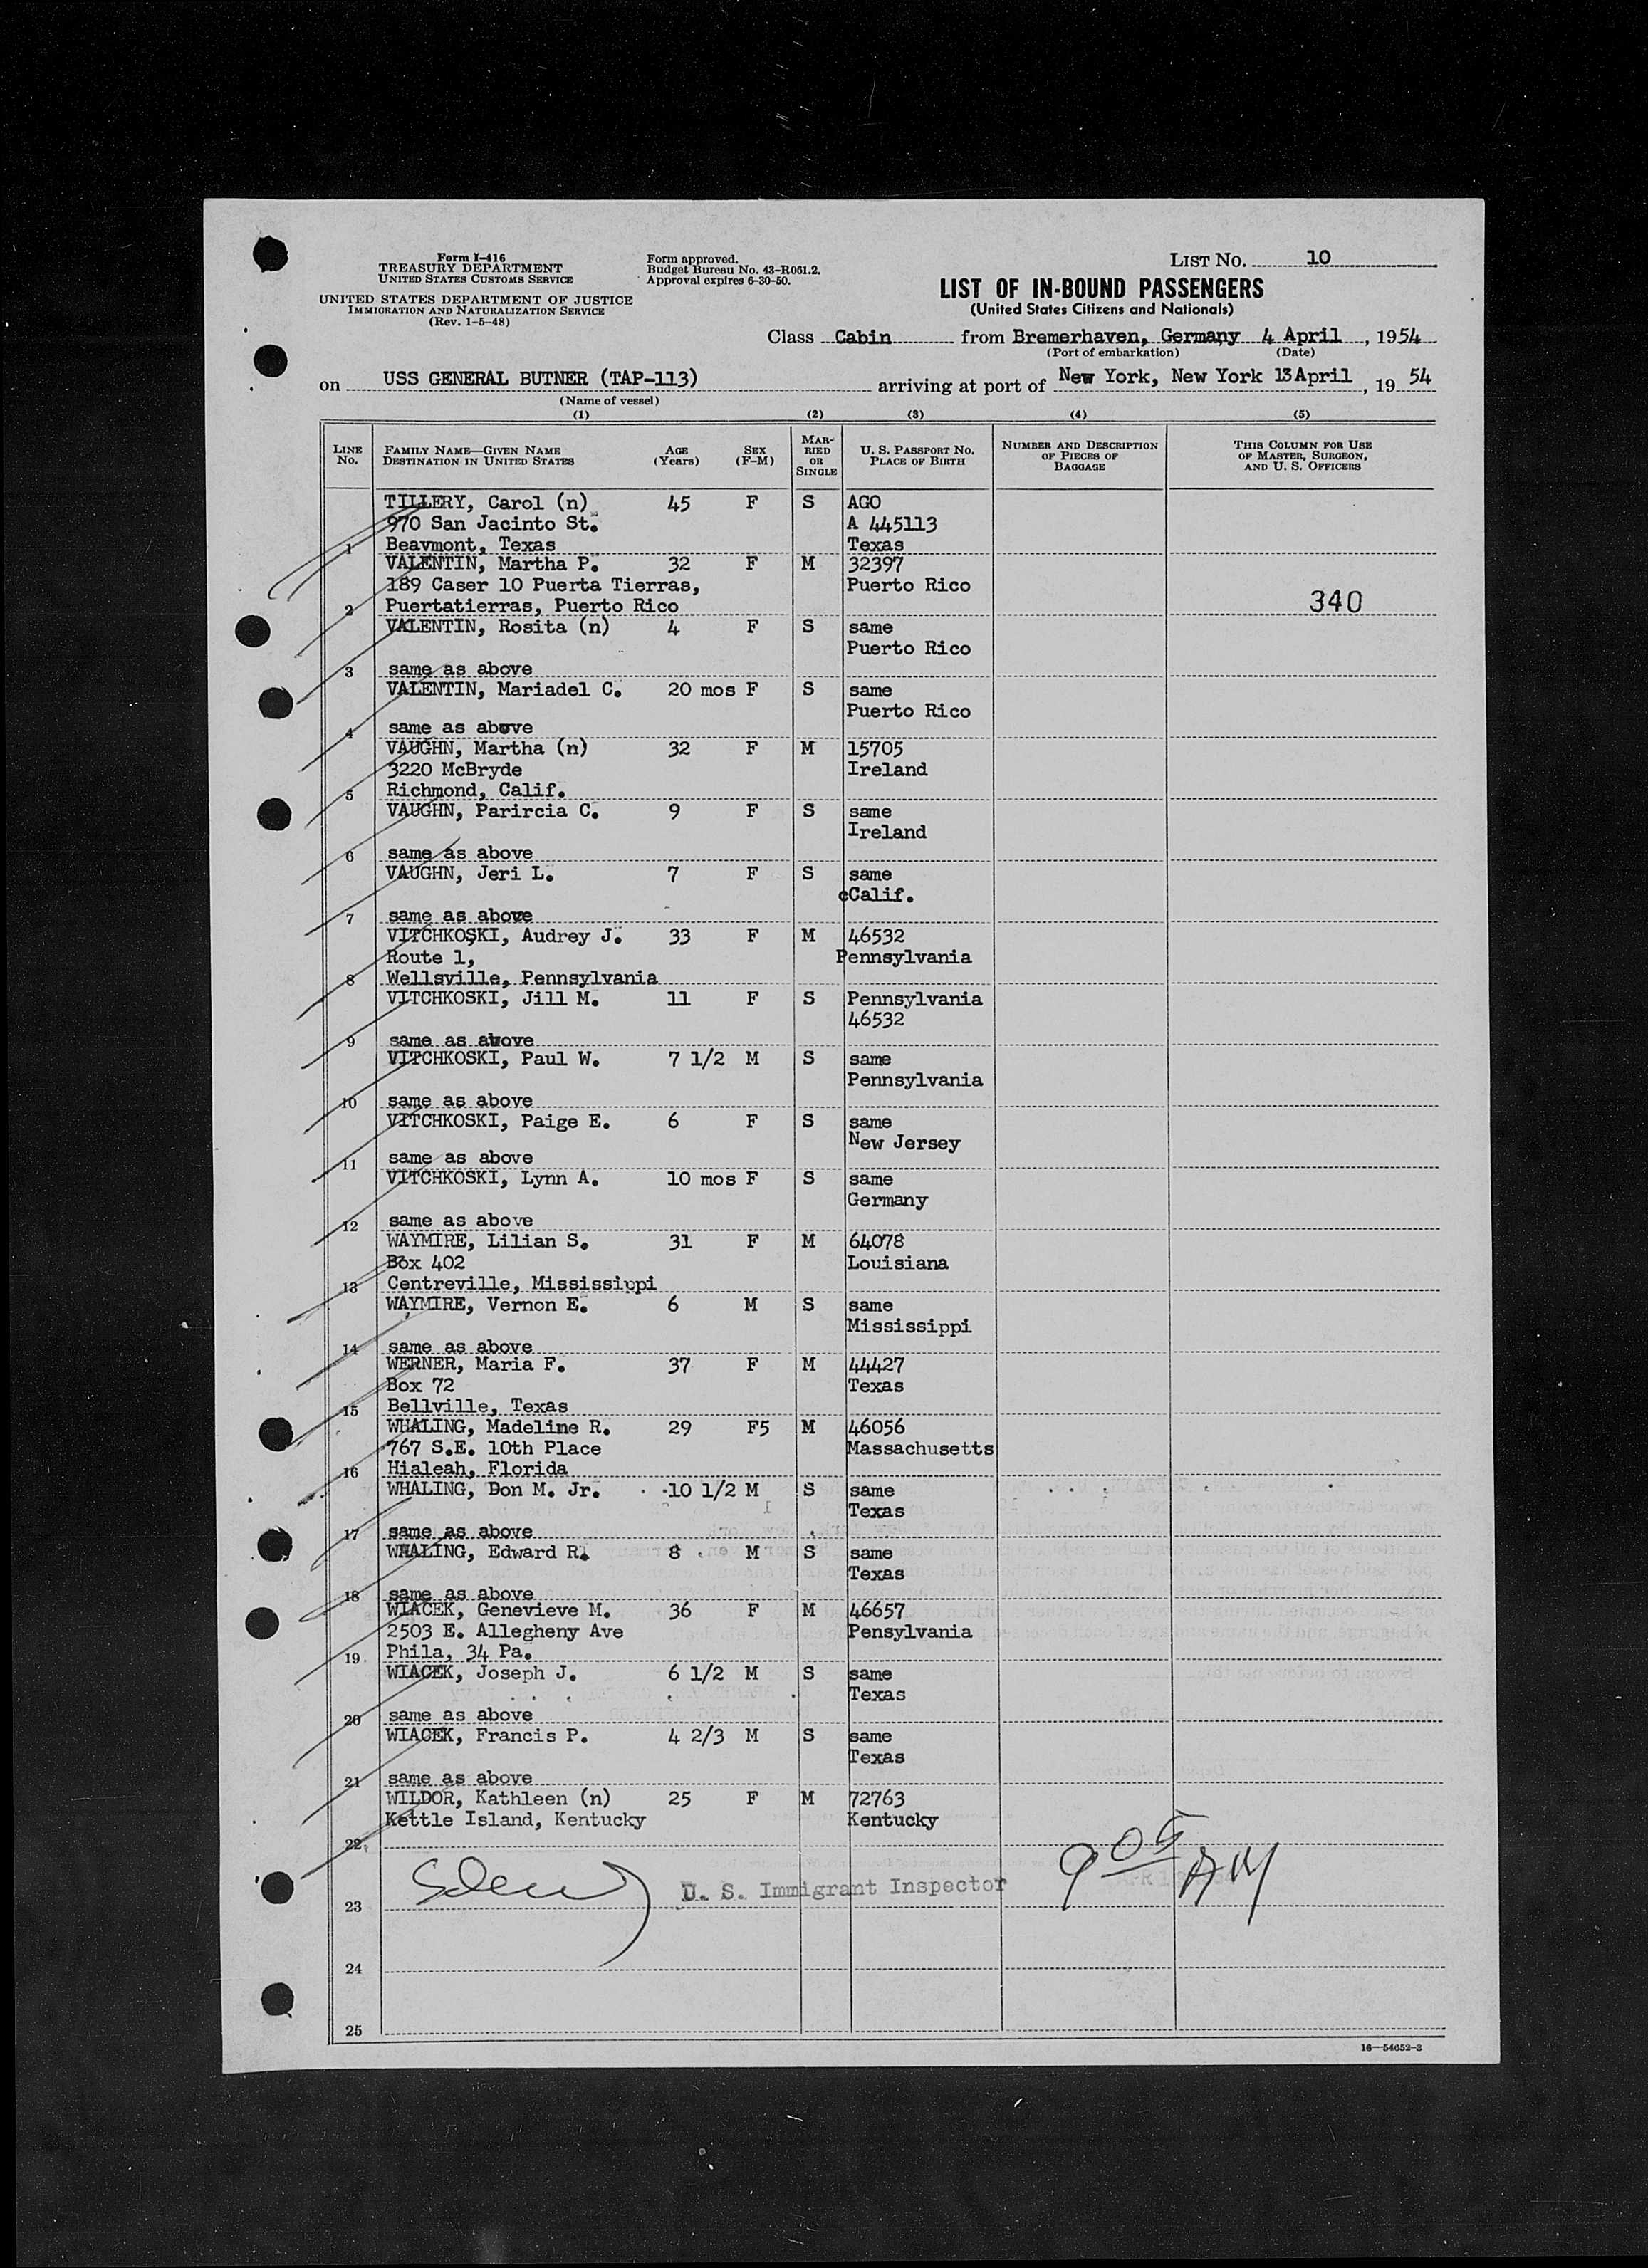 Form I-416
TREASURY DEPARTMENT
UNITED STATES CUSTOMS SERVICE
UNITED STATES DEPARTMENT OF JUSTICE
IMMIGRATION AND NATURALIZATION SERVICE
(Rev. 1-5-48)
Form approved.
Budget Bureau No. 43-R061.2.
Approval expires 6-30-50.
LIST NO. 10
LIST OF IN-BOUND PASSENGERS
(United States Citizens and Nationals)
Class Cabin from Bremerhaven, Germany 4 April, 1954
(Port of embarkation) (Date)
on USS GENERAL BUTNER (TAP-113) arriving at port of New York, New York 13 April, 19 54
(Name of vessel)
(1) (2) (3) (4) (5)
LINE No. FAMILY NAME—GIVEN NAME DESTINATION IN UNITED STATES AGE (Years) SEX (F-M) MARRIED OR SINGLE U. S. PASSPORT NO. PLACE OF BIRTH NUMBER AND DESCRIPTION OF PIECES OF BAGGAGE THIS COLUMN FOR USE OF MASTER, SURGEON, AND U. S. OFFICERS
TILLERY, Carol (n) 45 F S AGO
970 San Jacinto St. A 445113
1 Beavmont, Texas Texas
VALENTIN, Martha P. 32 F M 32397
189 Caser 10 Puerta Tierras, Puerto Rico
2 Puertatierras, Puerto Rico 340
VALENTIN, Rosita (n) 4 F S same
Puerto Rico
3 same as above
VALENTIN, Mariadel C. 20 mos F S same
Puerto Rico
4 same as above
VAUGHN, Martha (n) 32 F M 15705
3220 McBryde Ireland
5 Richmond, Calif.
VAUGHN, Parircia C. 9 F S same
Ireland
6 same as above
VAUGHN, Jeri L. 7 F S same
cCalif.
7 same as above
VITCHKOSKI, Audrey J. 33 F M 46532
Route 1, Pennsylvania
8 Wellsville, Pennsylvania
VITCHKOSKI, Jill M. 11 F S Pennsylvania
46532
9 same as above
VITCHKOSKI, Paul W. 7 1/2 M S same
Pennsylvania
10 same as above
VITCHKOSKI, Paige E. 6 F S same
New Jersey
11 same as above
VITCHKOSKI, Lynn A. 10 mos F S same
Germany
12 same as above
WAYMIRE, Lilian S. 31 F M 64078
Box 402 Louisiana
13 Centreville, Mississippi
WAYMIRE, Vernon E. 6 M S same
Mississippi
14 same as above
WERNER, Maria F. 37 F M 44427
Box 72 Texas
15 Bellville, Texas
WHALING, Madeline R. 29 F5 M 46056
767 S.E. 10th Place Massachusetts
16 Hialeah, Florida
WHALING, Don M. Jr. 10 1/2 M S same
Texas
17 same as above
WHALING, Edward R. 8 M S same
Texas
18 same as above
WIACEK, Genevieve M. 36 F M 46657
2503 E. Allegheny Ave Pensylvania
19 Phila, 34 Pa.
WIACEK, Joseph J. 6 1/2 M S same
Texas
20 same as above
WIACEK, Francis P. 4 2/3 M S same
Texas
21 same as above
WILDOR, Kathleen (n) 25 F M 72763
Kettle Island, Kentucky Kentucky
22
U. S. Immigrant Inspector 9 05 AM
23
24
25
16—54652-3